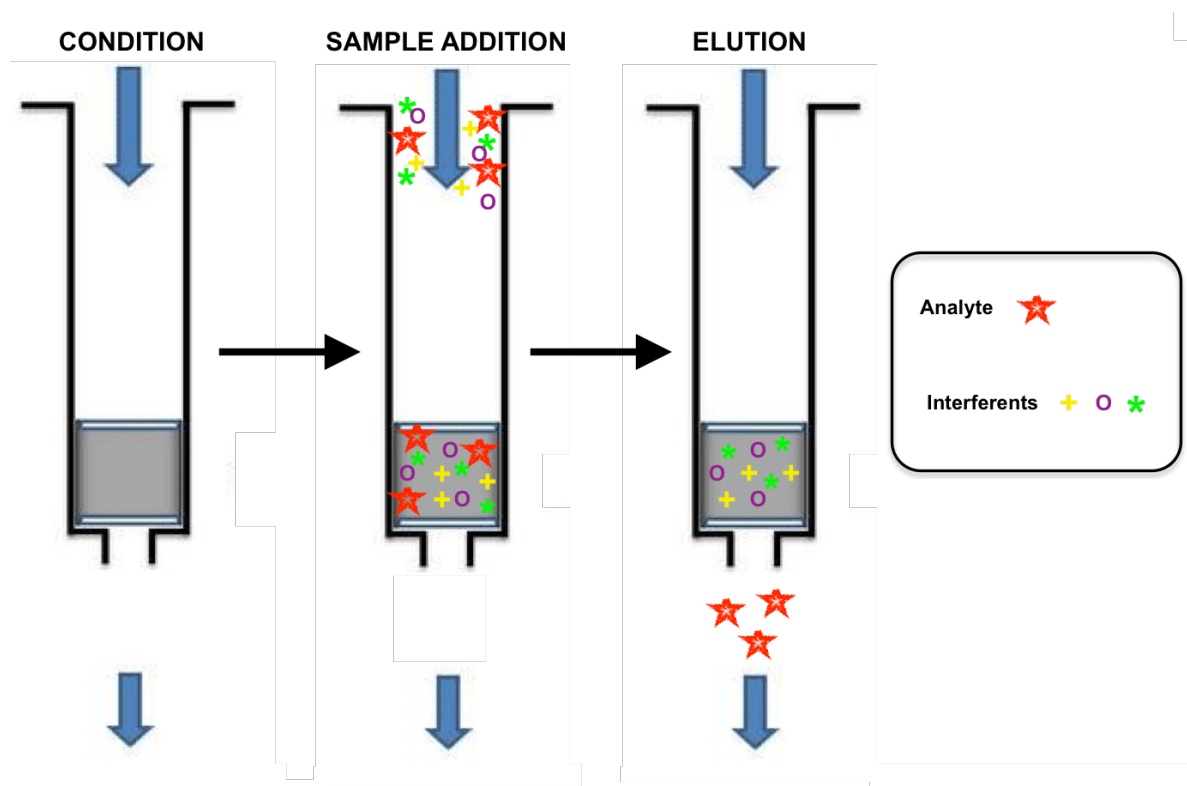 CONDITION
SAMPLE ADDITION
ELUTION
Analyte
Interferents